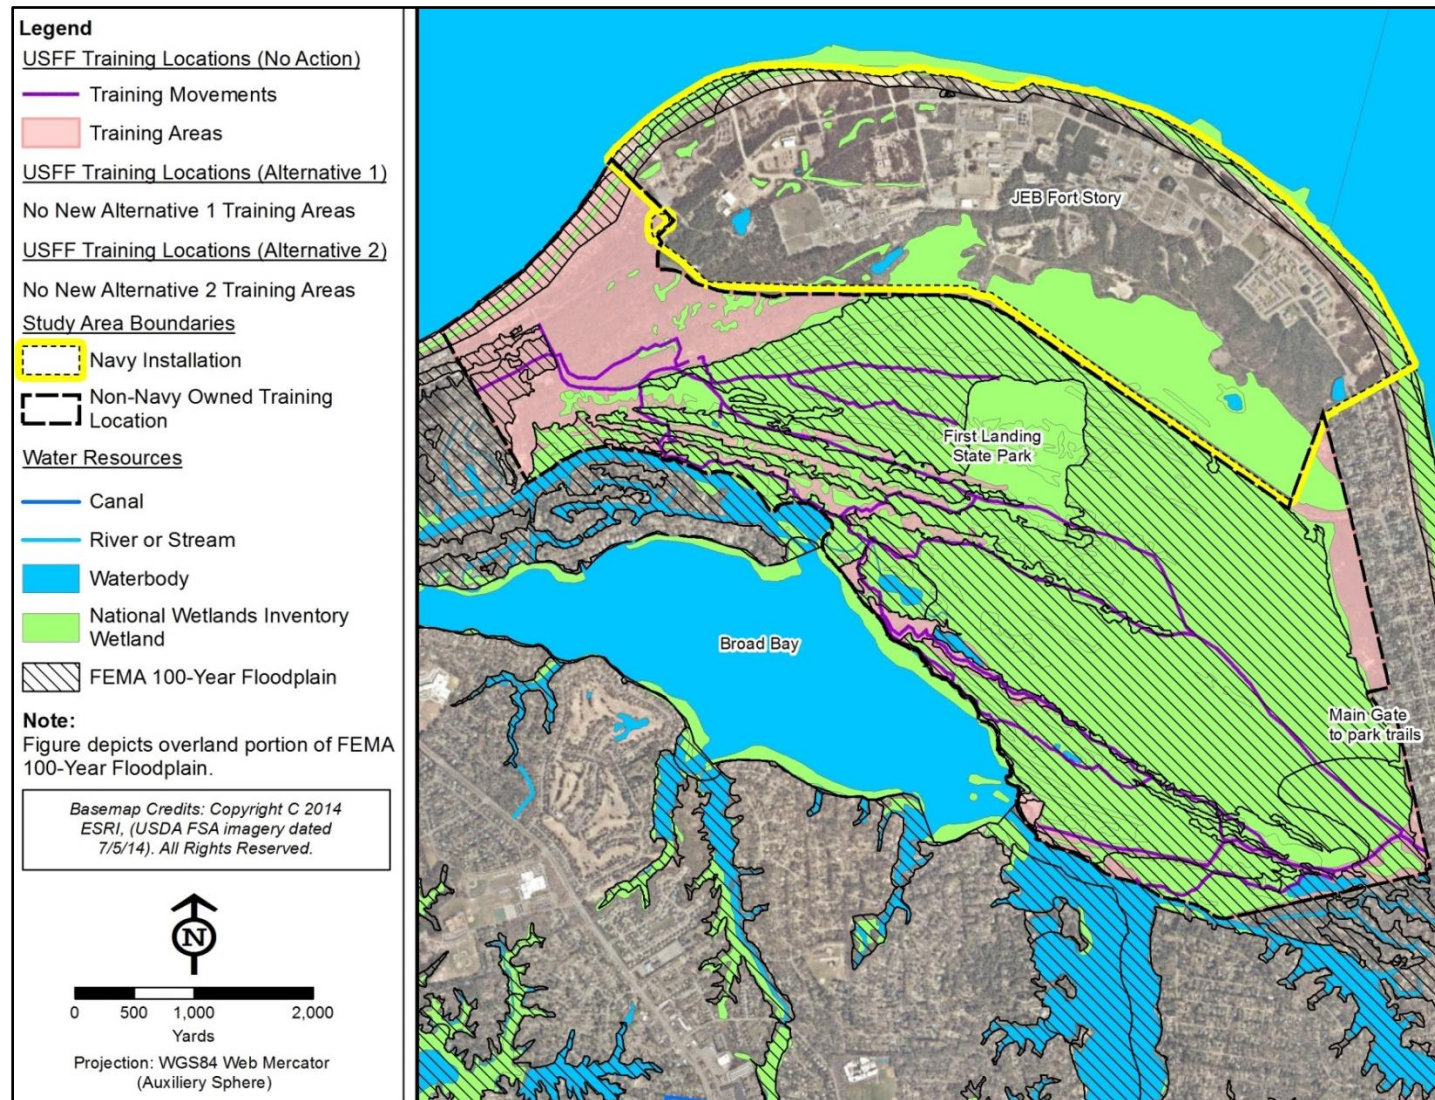 Legend
USFF Training Locations (No Action)
Training Movements
Training Areas
USFF Training Locations (Alternative 1)
No New Alternative 1 Training Areas
USFF Training Locations (Alternative 2)
No New Alternative 2 Training Areas
Study Area Boundaries
Navy Installation
Non-Navy Owned Training
Location
Water Resources
Canal
River or Stream
Waterbody
National Wetlands Inventory
Wetland
FEMA 100-Year Floodplain
Note:
Figure depicts overland portion of FEMA
100-Year Floodplain.
Basemap Credits: Copyright C 2014
ESRI, (USDA FSA imagery dated
7/5/14). All Rights Reserved.
N
0 500 1,000 2,000
Yards
Projection: WGS84 Web Mercator
(Auxiliery Sphere)
JEB Fort Story
First Landing
State Park
Broad Bay
Main Gate
to park trails